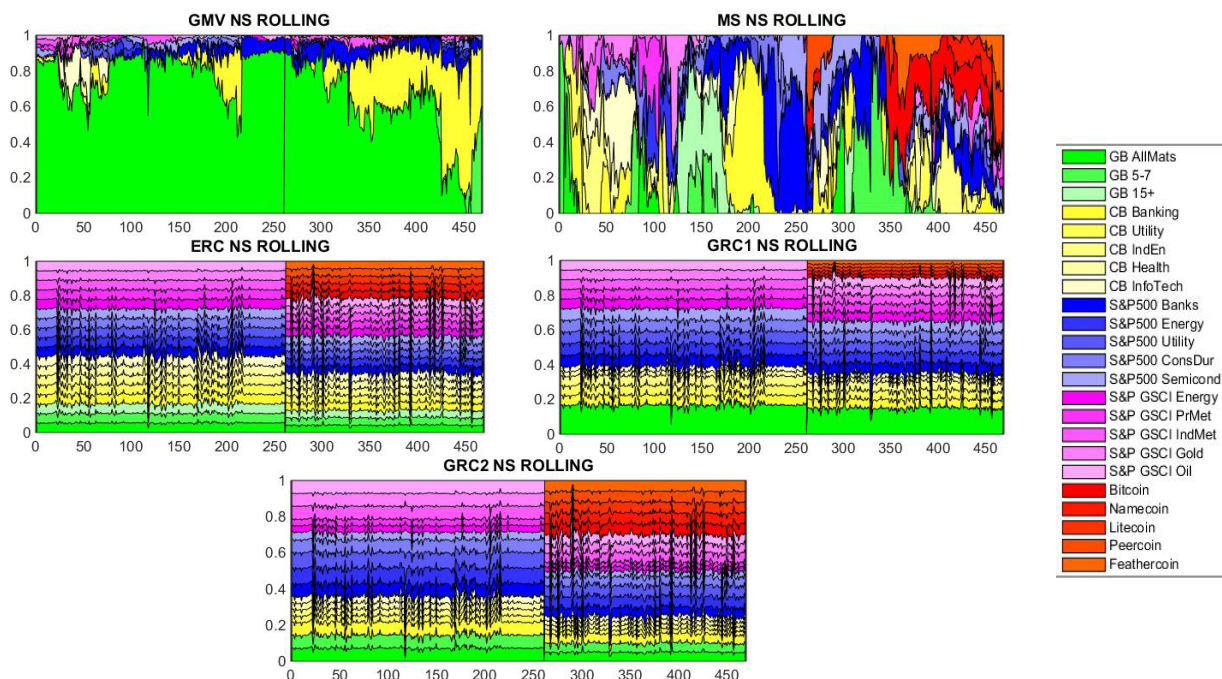 GMV NS ROLLING
1
0.8
0.6
0.4
0.2
0
0 50 100 150 200 250 300 350 400 450
MS NS ROLLING
1
0.8
0.6
0.4
0.2
0
0 50 100 150 200 250 300 350 400 450
ERC NS ROLLING
1
0.8
0.6
0.4
0.2
0
0 50 100 150 200 250 300 350 400 450
GRC1 NS ROLLING
1
0.8
0.6
0.4
0.2
0
0 50 100 150 200 250 300 350 400 450
GRC2 NS ROLLING
1
0.8
0.6
0.4
0.2
0
0 50 100 150 200 250 300 350 400 450
GB AllMats
GB 5-7
GB 15+
CB Banking
CB Utility
CB IndEn
CB Health
CB InfoTech
S&P500 Banks
S&P500 Energy
S&P500 Utility
S&P500 ConsDur
S&P500 Semicond
S&P GSCI Energy
S&P GSCI PrMet
S&P GSCI IndMet
S&P GSCI Gold
S&P GSCI Oil
Bitcoin
Namecoin
Litecoin
Peercoin
Feathercoin